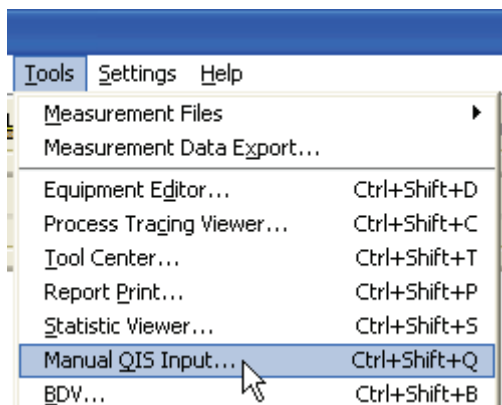 Tools Settings Help
Measurement Files
Measurement Data Export...
Equipment Editor... Ctrl+Shift+D
Process Tracing Viewer... Ctrl+Shift+C
Tool Center... Ctrl+Shift+T
Report Print... Ctrl+Shift+P
Statistic Viewer... Ctrl+Shift+S
Manual QIS Input... Ctrl+Shift+Q
BDV... Ctrl+Shift+B